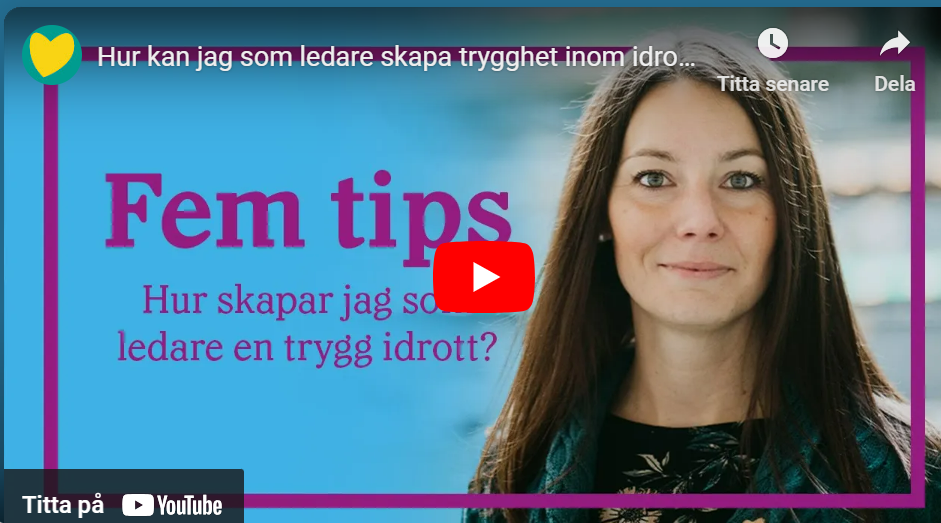 Hur kan jag som ledare skapa trygghet inom idro...
Titta senare
Dela
Fem tips
Hur skapar jag
ledare en trygg idrott?
Titta på YouTube